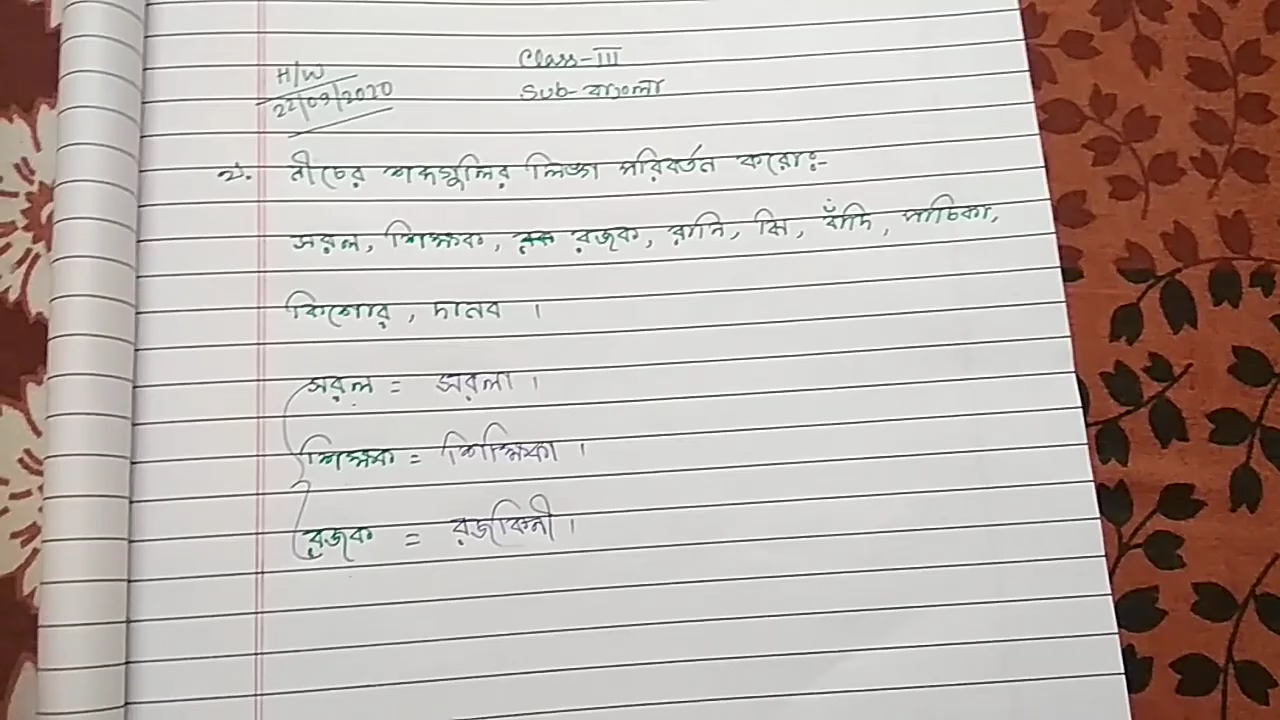 H/W
22/09/2020
Class-III
Sub- বাংলা
২. নীচের শব্দগুলির লিঙ্গ পরিবর্তন করো:-
সরল, শিক্ষক, রজক, রানি, ঝি, বাঁদি, পাচিকা,
কিশোর, দানব ।
সরল = সরলা ।
শিক্ষক = শিক্ষিকা ।
রজক = রজকিনী ।